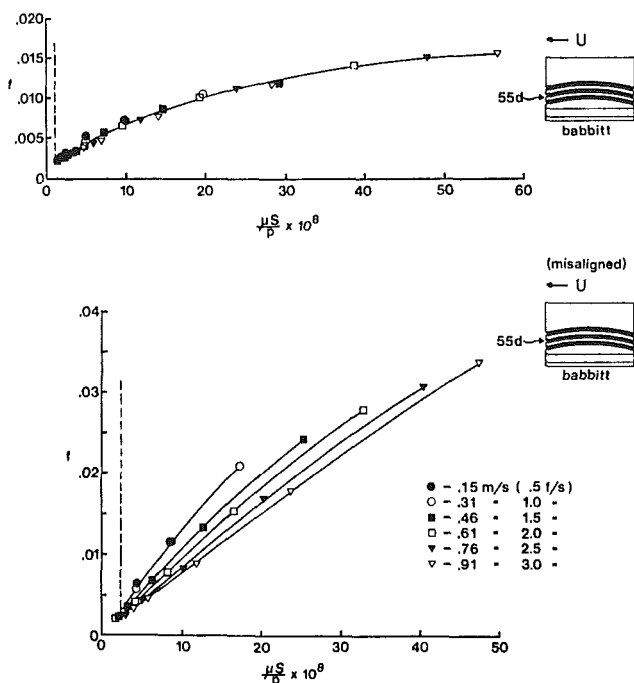 .020
.015
f
.010
.005
0
0 10 20 30 40 50 60
μS/p x 10⁸
← U
55d
babbitt
(misaligned)
← U
55d
babbitt
.04
.03
f
.02
.01
0
0 10 20 30 40 50
μS/p x 10⁸
● - .15 m/s ( .5 f/s)
○ - .31 " 1.0 "
■ - .46 " 1.5 "
□ - .61 " 2.0 "
▼ - .76 " 2.5 "
▽ - .91 " 3.0 "